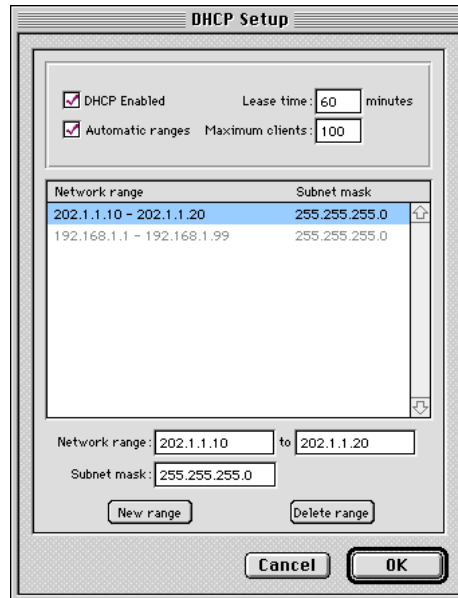 DHCP Setup
DHCP Enabled Lease time: 60 minutes
Automatic ranges Maximum clients: 100
Network range Subnet mask
202.1.1.10 - 202.1.1.20 255.255.255.0
192.168.1.1 - 192.168.1.99 255.255.255.0
Network range: 202.1.1.10 to 202.1.1.20
Subnet mask: 255.255.255.0
New range Delete range
Cancel OK